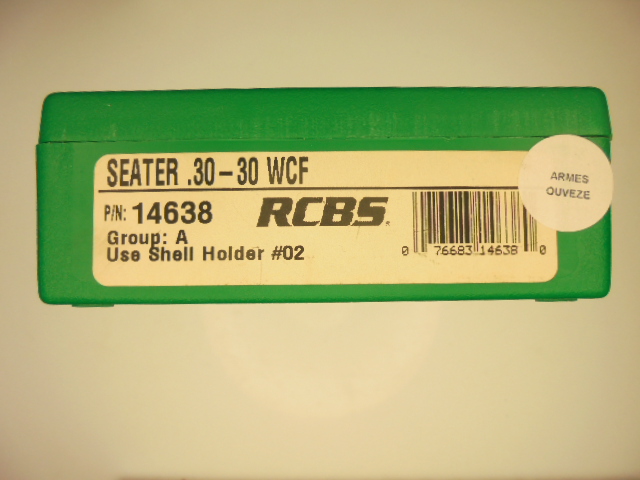 SEATER .30-30 WCF
P/N: 14638
RCBS.
Group: A
Use Shell Holder #02
0 76683 14638 0
ARMES
OUVEZE